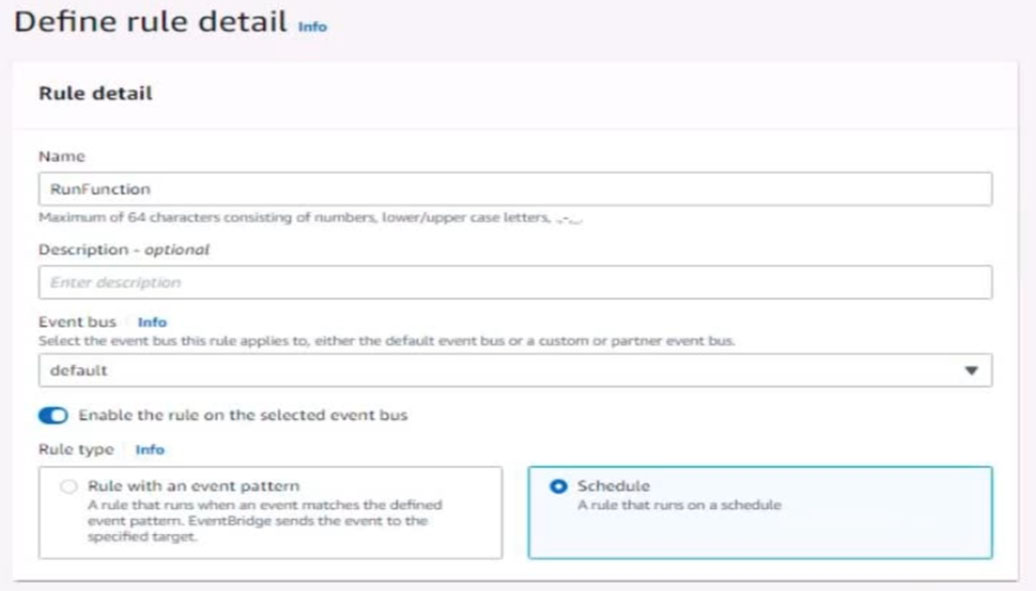 Define rule detail Info
Rule detail
Name
RunFunction
Maximum of 64 characters consisting of numbers, lower/upper case letters, .,-,_.
Description - optional
Enter description
Event bus Info
Select the event bus this rule applies to, either the default event bus or a custom or partner event bus.
default
Enable the rule on the selected event bus
Rule type Info
Rule with an event pattern
A rule that runs when an event matches the defined
event pattern. EventBridge sends the event to the
specified target.
Schedule
A rule that runs on a schedule